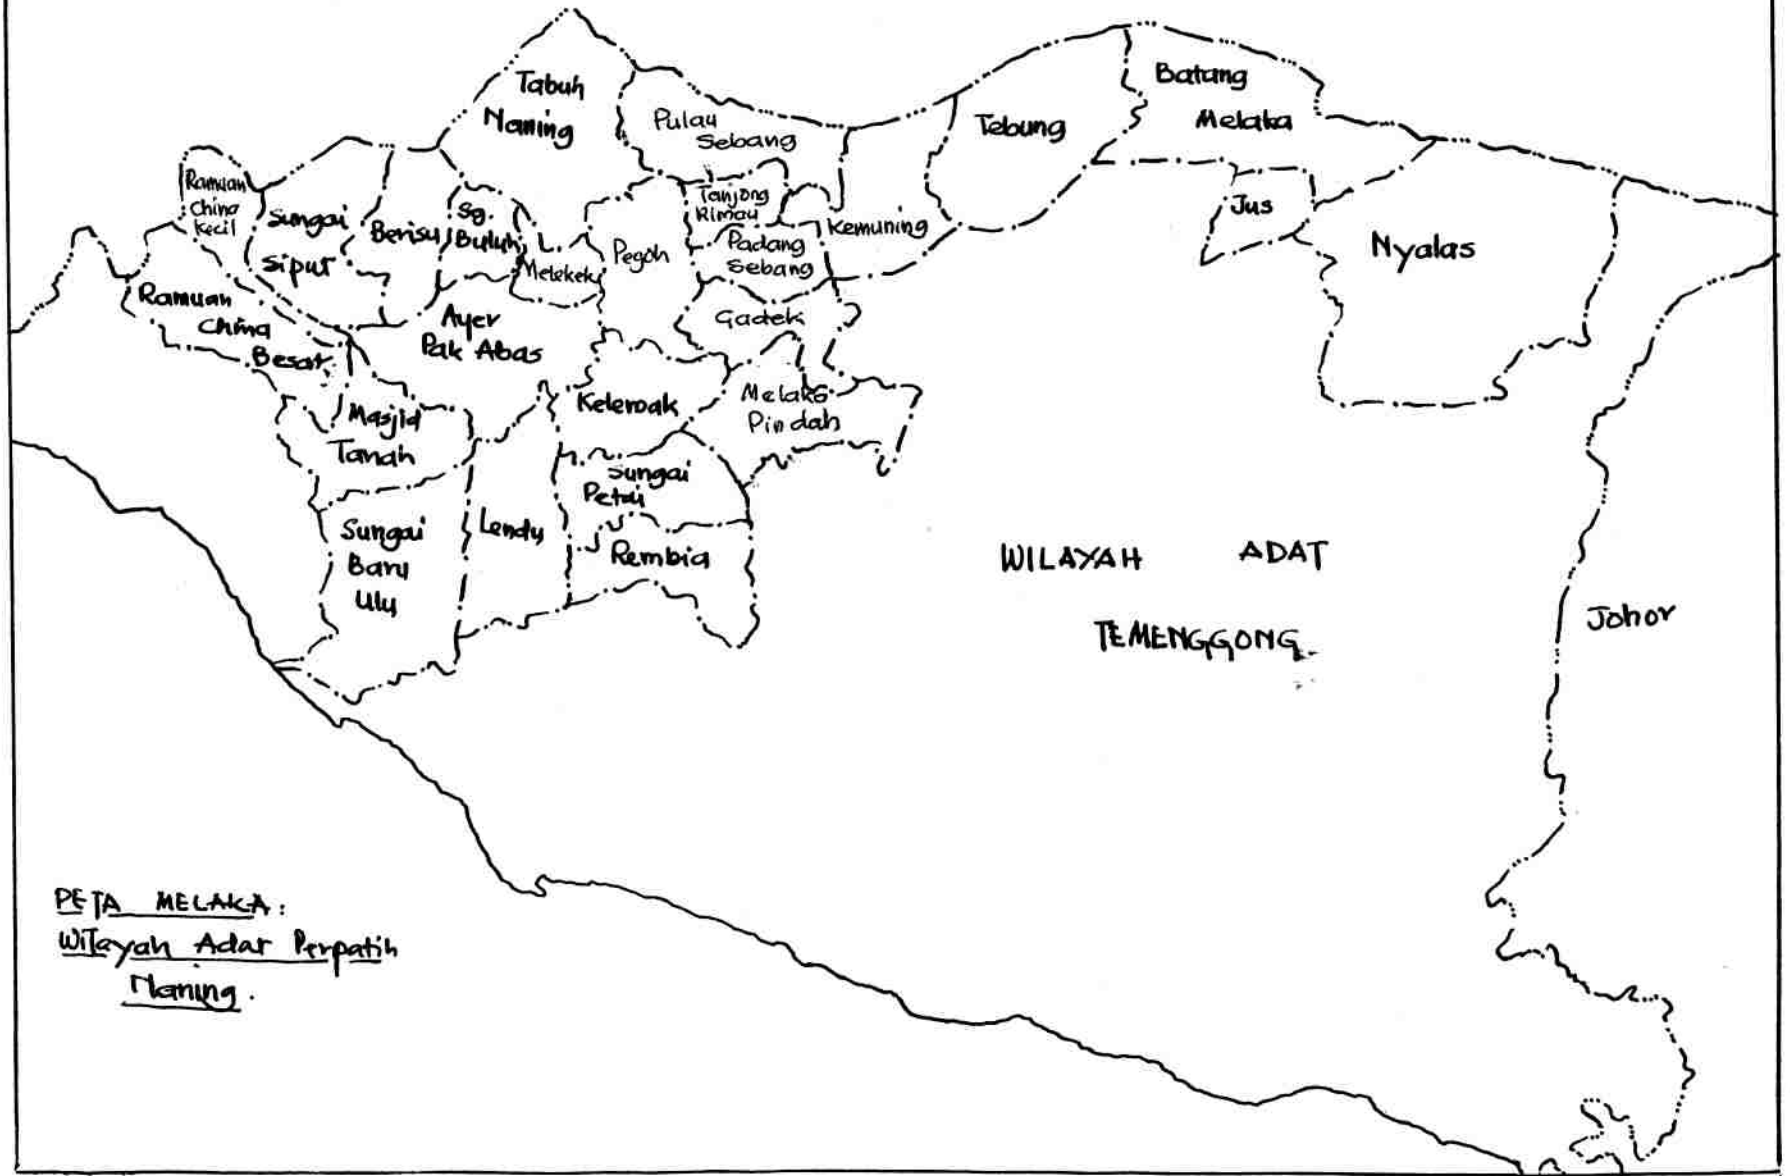 Tabuh
Naning
Pulau
Sebang
Tebung
Batang
Melaka
Ramuan
China
Kecil
Sungai
Siput
Berisu
Sg.
Buluh
Melekek
Pegoh
Tanjong
Rimau
Padang
Sebang
Kemuning
Jus
Nyalas
Ramuan
China
Besar
Ayer
Pak Abas
Gadek
Masjid
Tanah
Kelemak
Melaka
Pindah
Sungai
Petai
Sungai
Baru
Ulu
Lendu
Rembia
WILAYAH ADAT
TEMENGGONG
Johor
PETA MELAKA:
Wilayah Adat Perpatih
Naning.